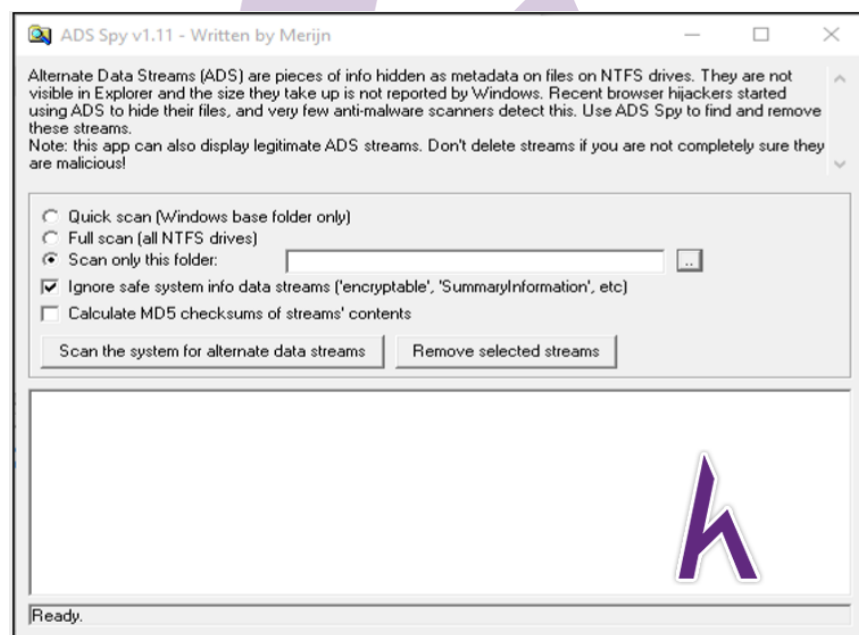 ADS Spy v1.11 - Written by Merijn
Alternate Data Streams (ADS) are pieces of info hidden as metadata on files on NTFS drives. They are not
visible in Explorer and the size they take up is not reported by Windows. Recent browser hijackers started
using ADS to hide their files, and very few anti-malware scanners detect this. Use ADS Spy to find and remove
these streams.
Note: this app can also display legitimate ADS streams. Don't delete streams if you are not completely sure they
are malicious!
Quick scan (Windows base folder only)
Full scan (all NTFS drives)
Scan only this folder:
..
Ignore safe system info data streams ('encryptable', 'SummaryInformation', etc)
Calculate MD5 checksums of streams' contents
Scan the system for alternate data streams
Remove selected streams
Ready.